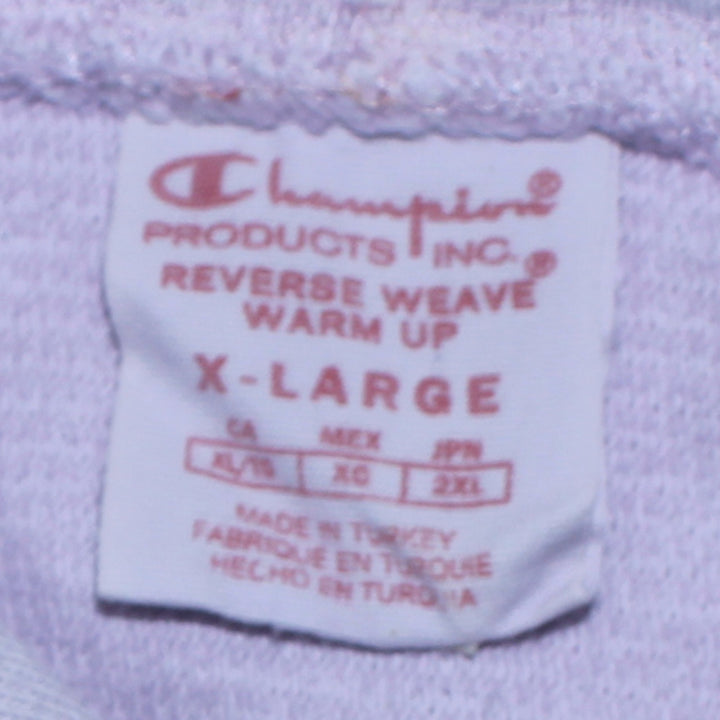 Champion®
PRODUCTS INC.
REVERSE WEAVE®
WARM UP
X-LARGE
CA MEX JPN
XL/TG XG 2XL
MADE IN TURKEY
FABRIQUE EN TURQUIE
HECHO EN TURQUIA